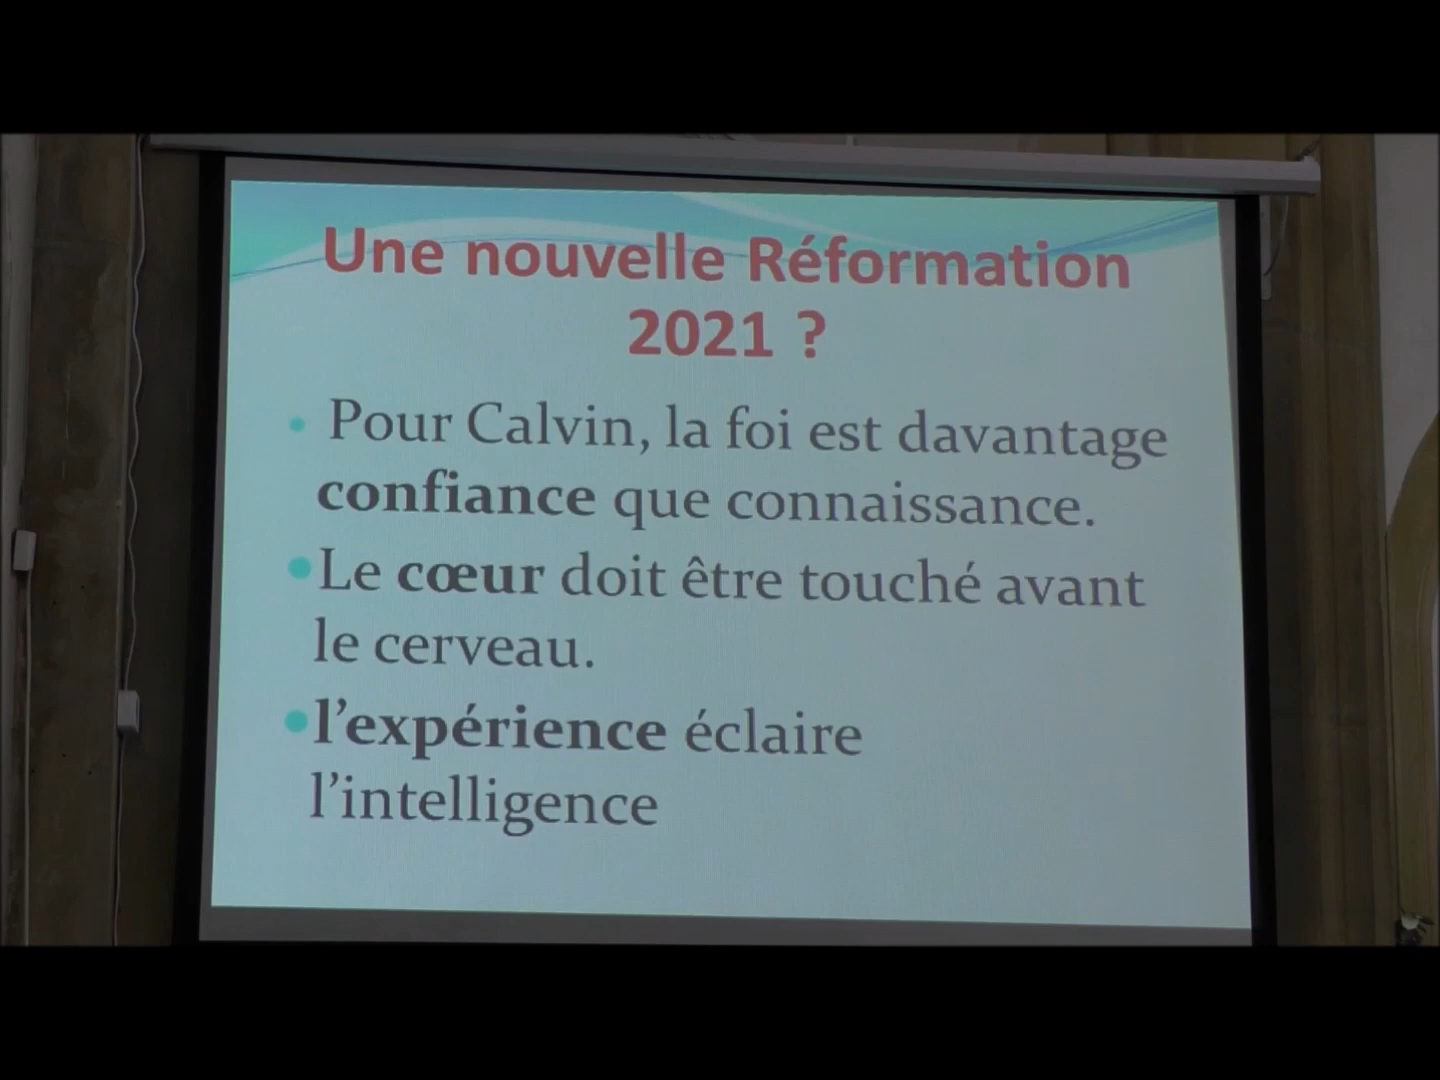 Une nouvelle Réformation
2021 ?
• Pour Calvin, la foi est davantage
confiance que connaissance.
•Le cœur doit être touché avant
le cerveau.
•l’expérience éclaire
l’intelligence